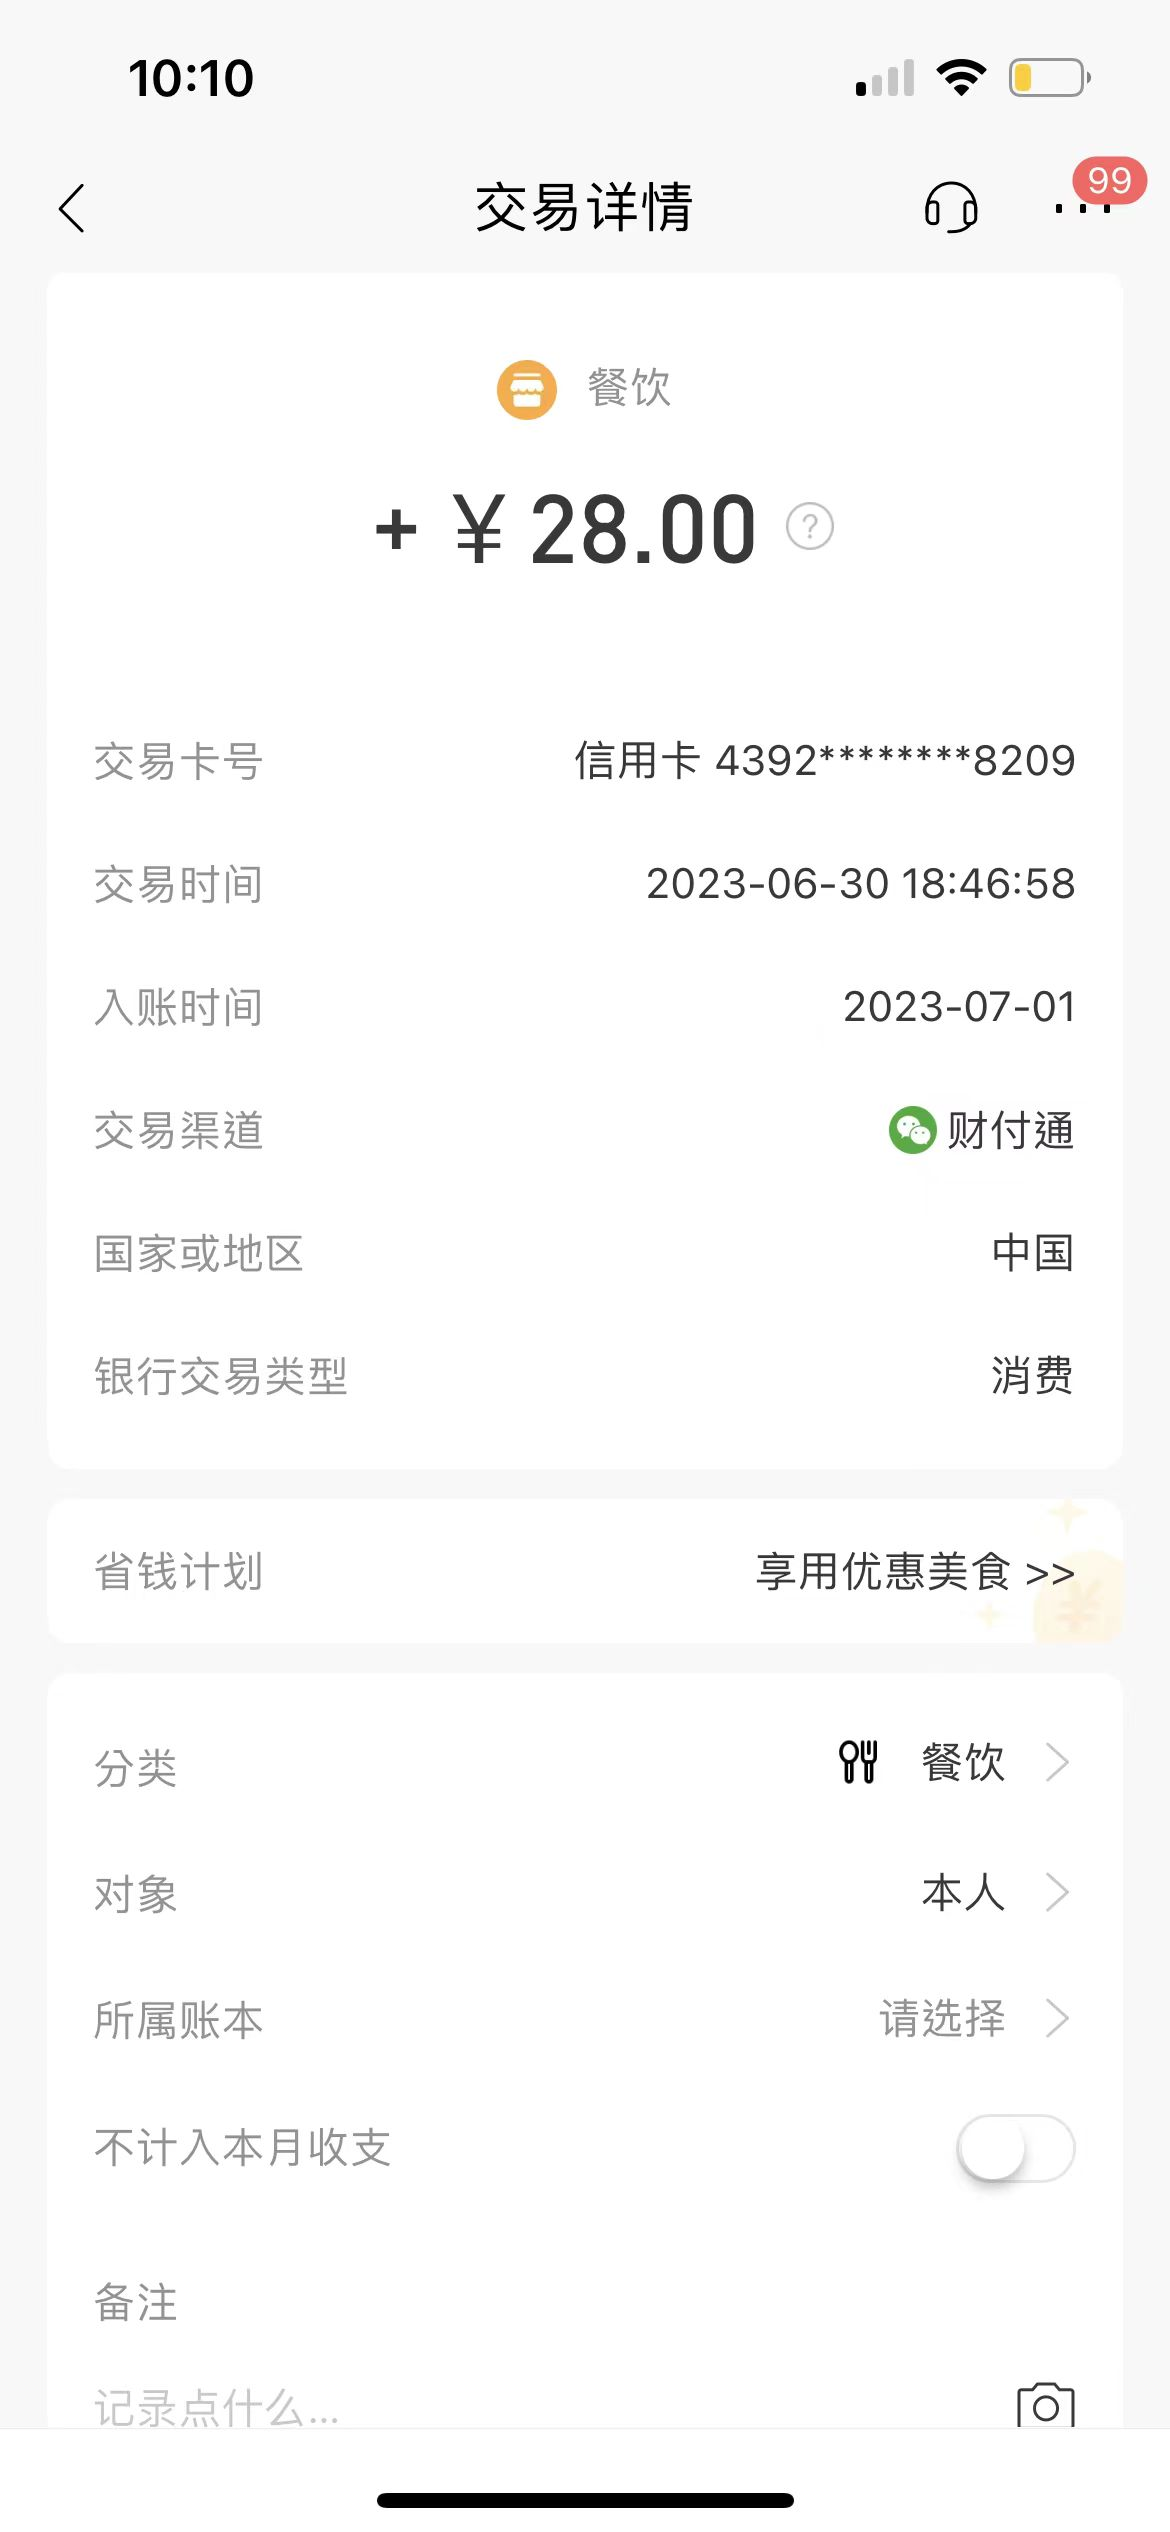 10:10
交易详情
99
餐饮
+ ¥ 28.00 ?
交易卡号 信用卡 4392********8209
交易时间 2023-06-30 18:46:58
入账时间 2023-07-01
交易渠道 财付通
国家或地区 中国
银行交易类型 消费
省钱计划 享用优惠美食 >>
分类 餐饮
对象 本人
所属账本 请选择
不计入本月收支
备注
记录点什么...